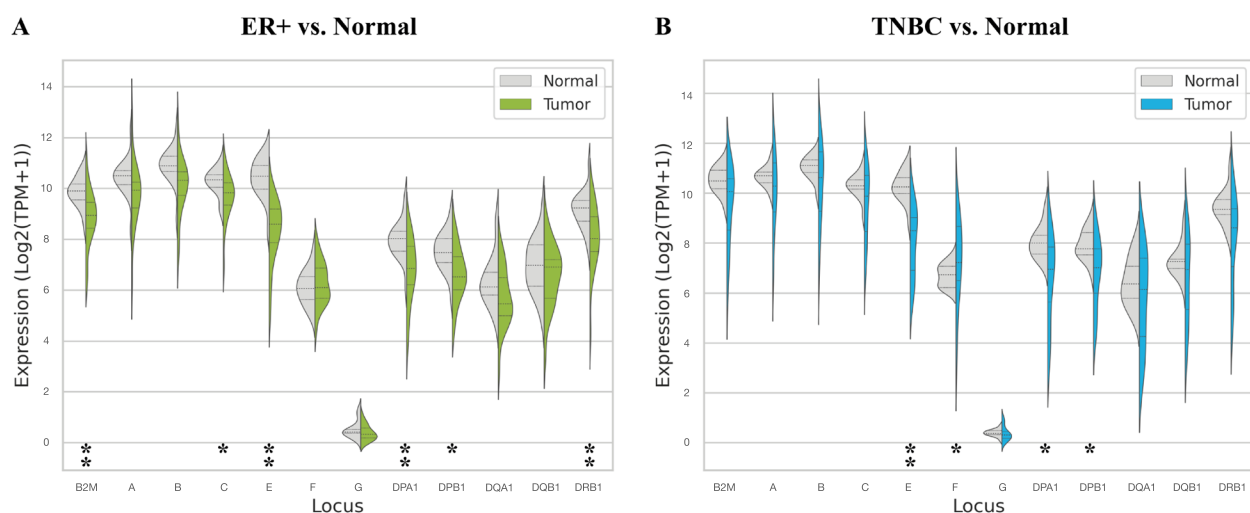 A ER+ vs. Normal
Expression (Log2(TPM+1))
14
12
10
8
6
4
2
0
Normal
Tumor
* * * * * *
* * * *
B2M A B C E F G DPA1 DPB1 DQA1 DQB1 DRB1
Locus
B TNBC vs. Normal
Expression (Log2(TPM+1))
14
12
10
8
6
4
2
0
Normal
Tumor
* * * *
*
B2M A B C E F G DPA1 DPB1 DQA1 DQB1 DRB1
Locus